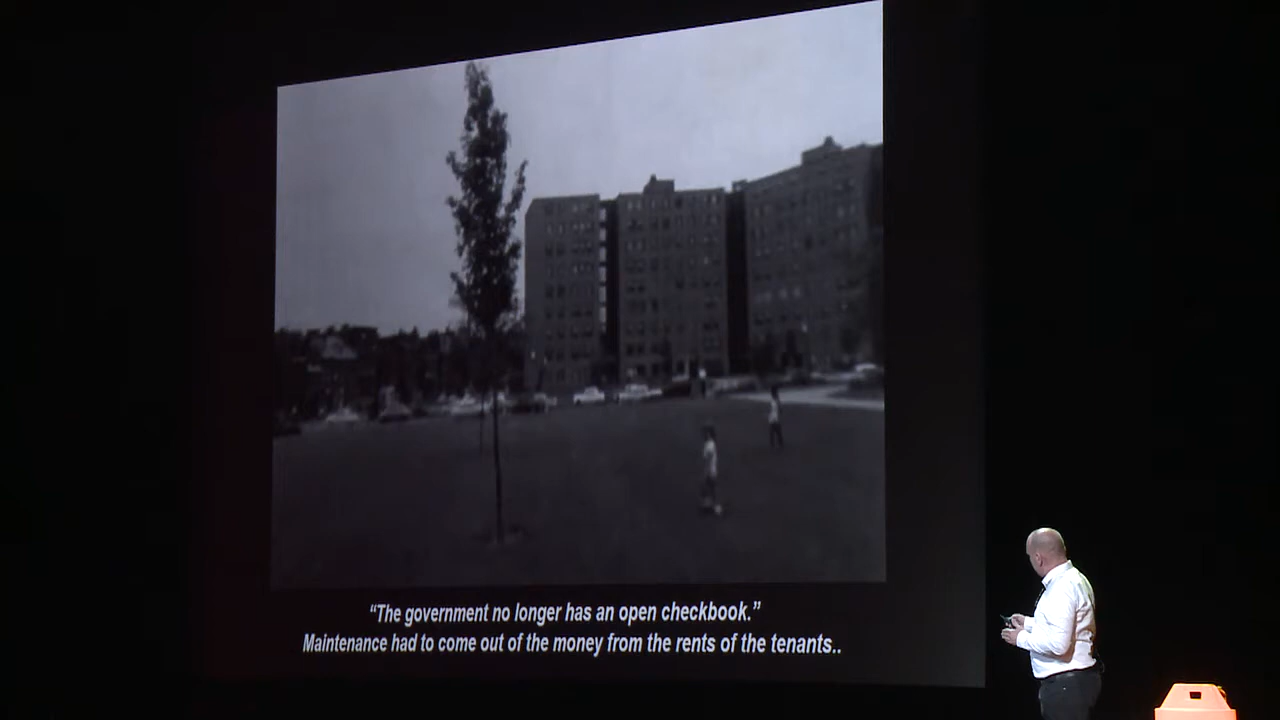 “The government no longer has an open checkbook.”
Maintenance had to come out of the money from the rents of the tenants..